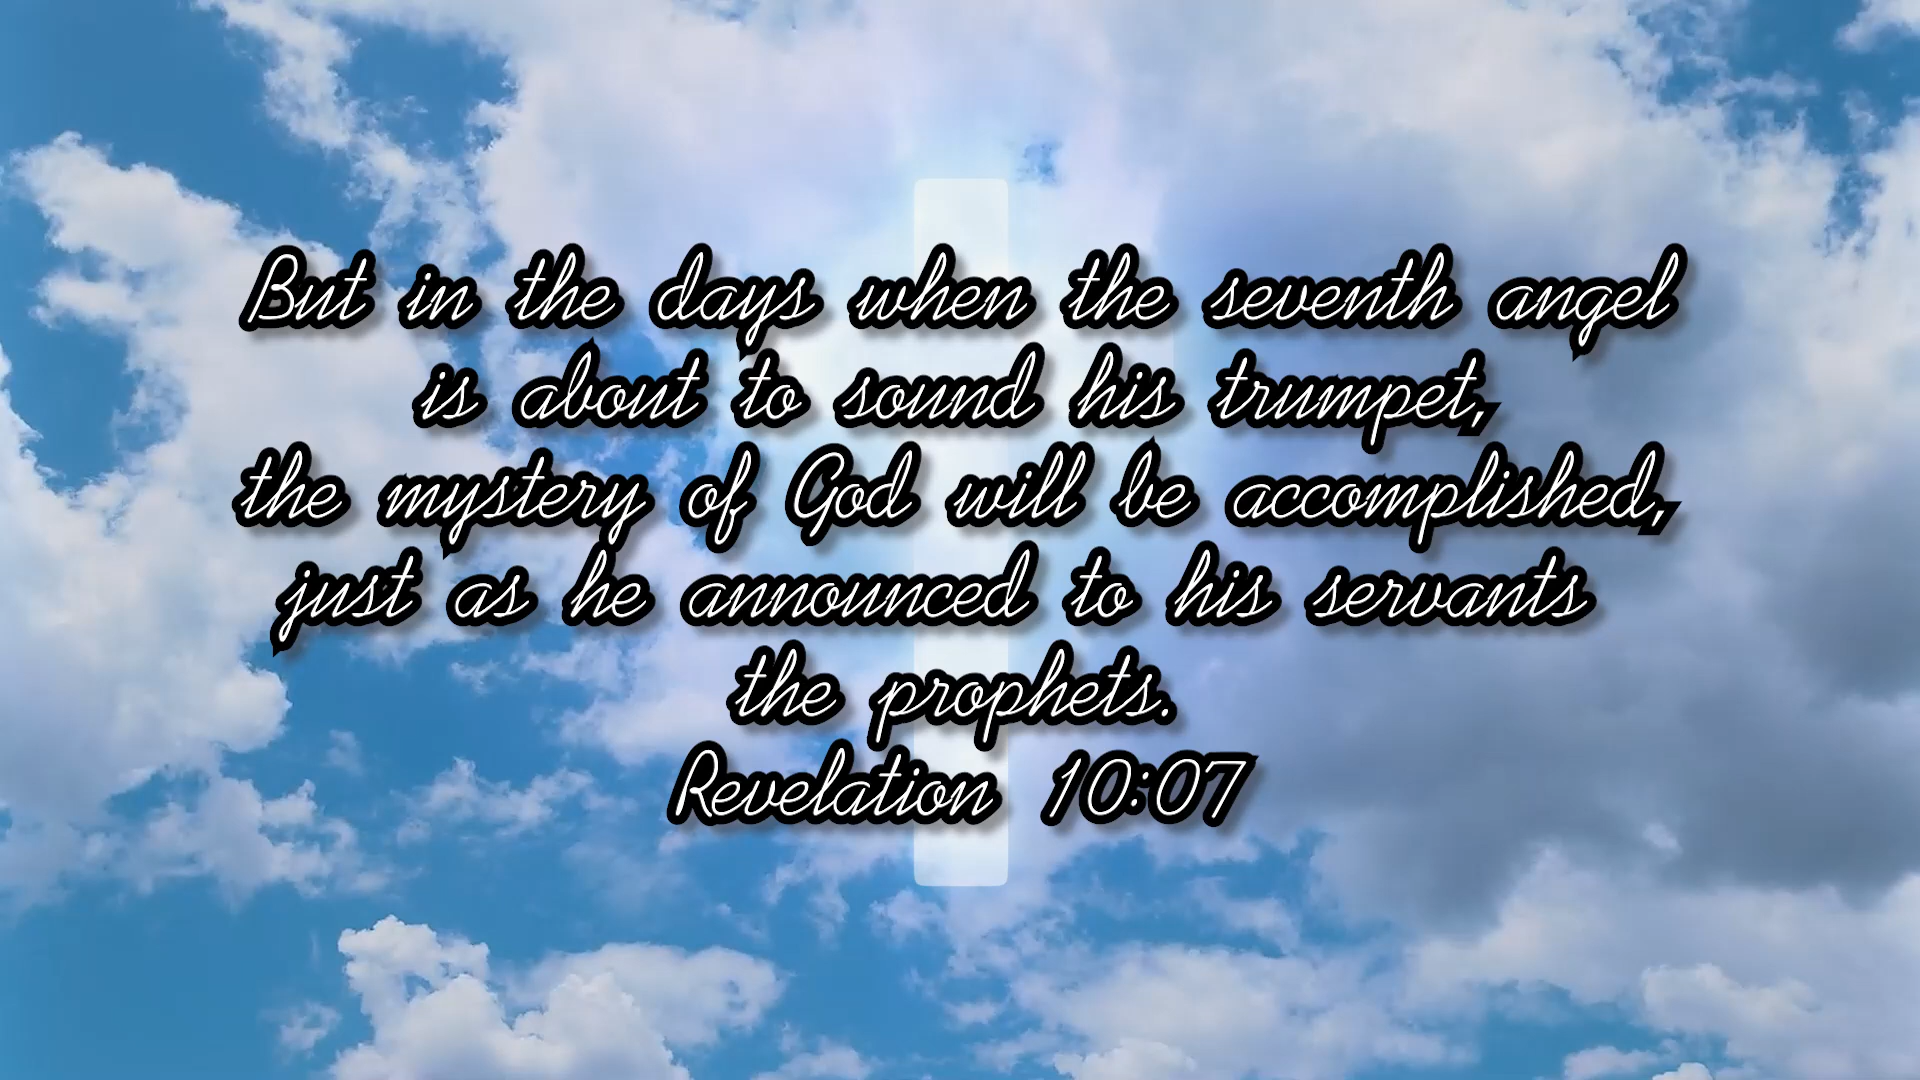 But in the days when the seventh angel
is about to sound his trumpet,
the mystery of God will be accomplished,
just as he announced to his servants
the prophets.
Revelation 10:07